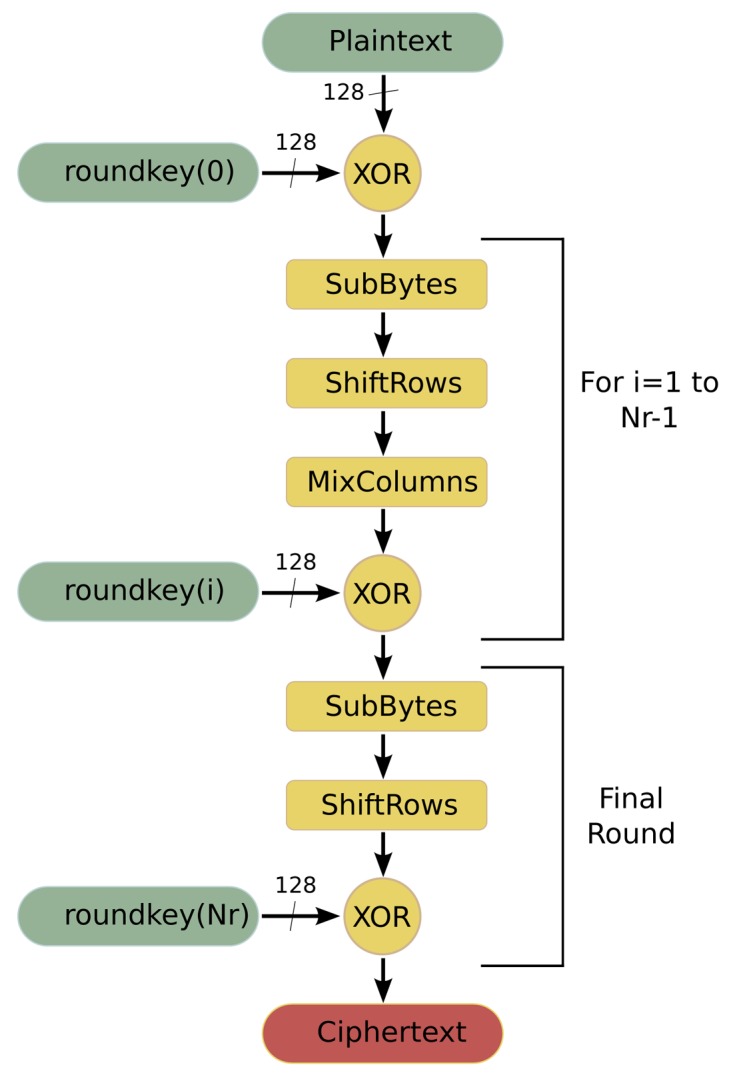 Plaintext
128
128
roundkey(0)
XOR
SubBytes
ShiftRows
For i=1 to
Nr-1
MixColumns
128
roundkey(i)
XOR
SubBytes
ShiftRows
Final
Round
128
roundkey(Nr)
XOR
Ciphertext